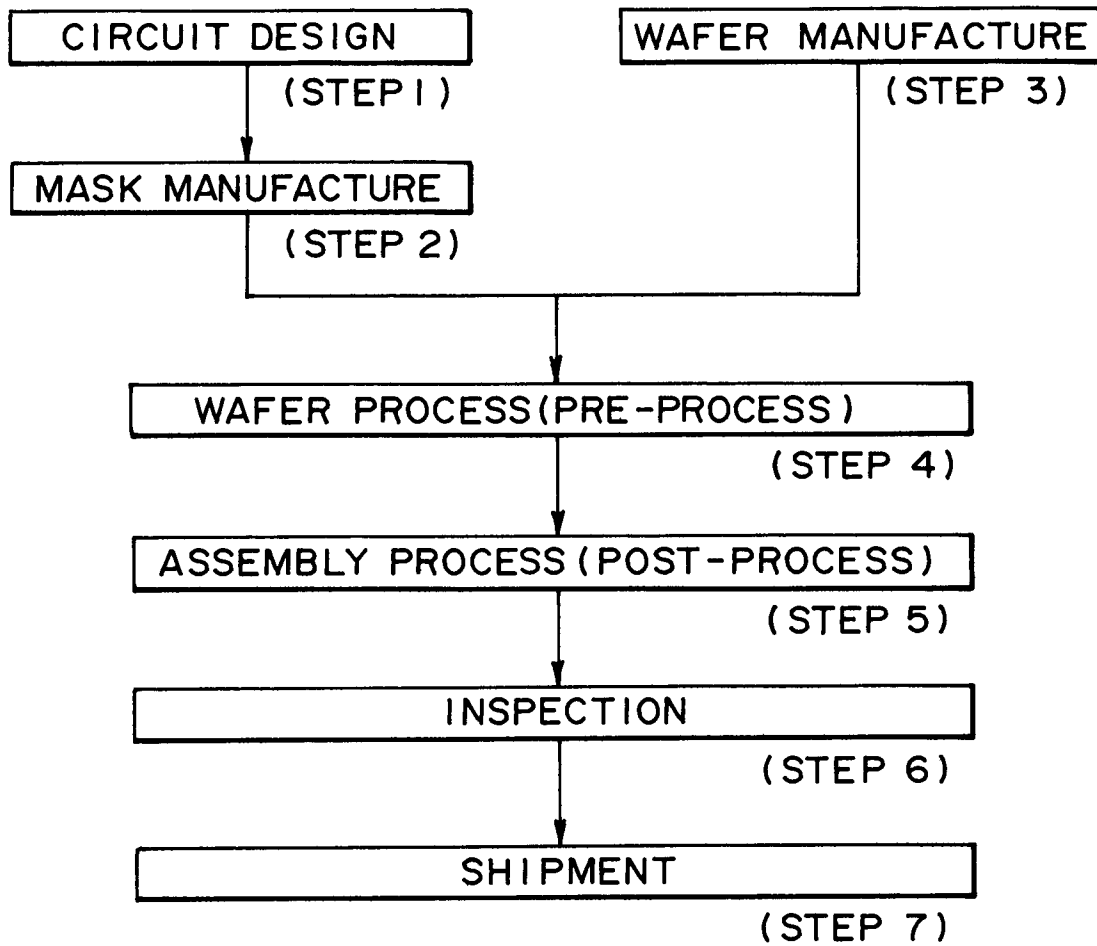 CIRCUIT DESIGN
(STEP 1)
WAFER MANUFACTURE
(STEP 3)
MASK MANUFACTURE
(STEP 2)
WAFER PROCESS (PRE-PROCESS)
(STEP 4)
ASSEMBLY PROCESS (POST-PROCESS)
(STEP 5)
INSPECTION
(STEP 6)
SHIPMENT
(STEP 7)